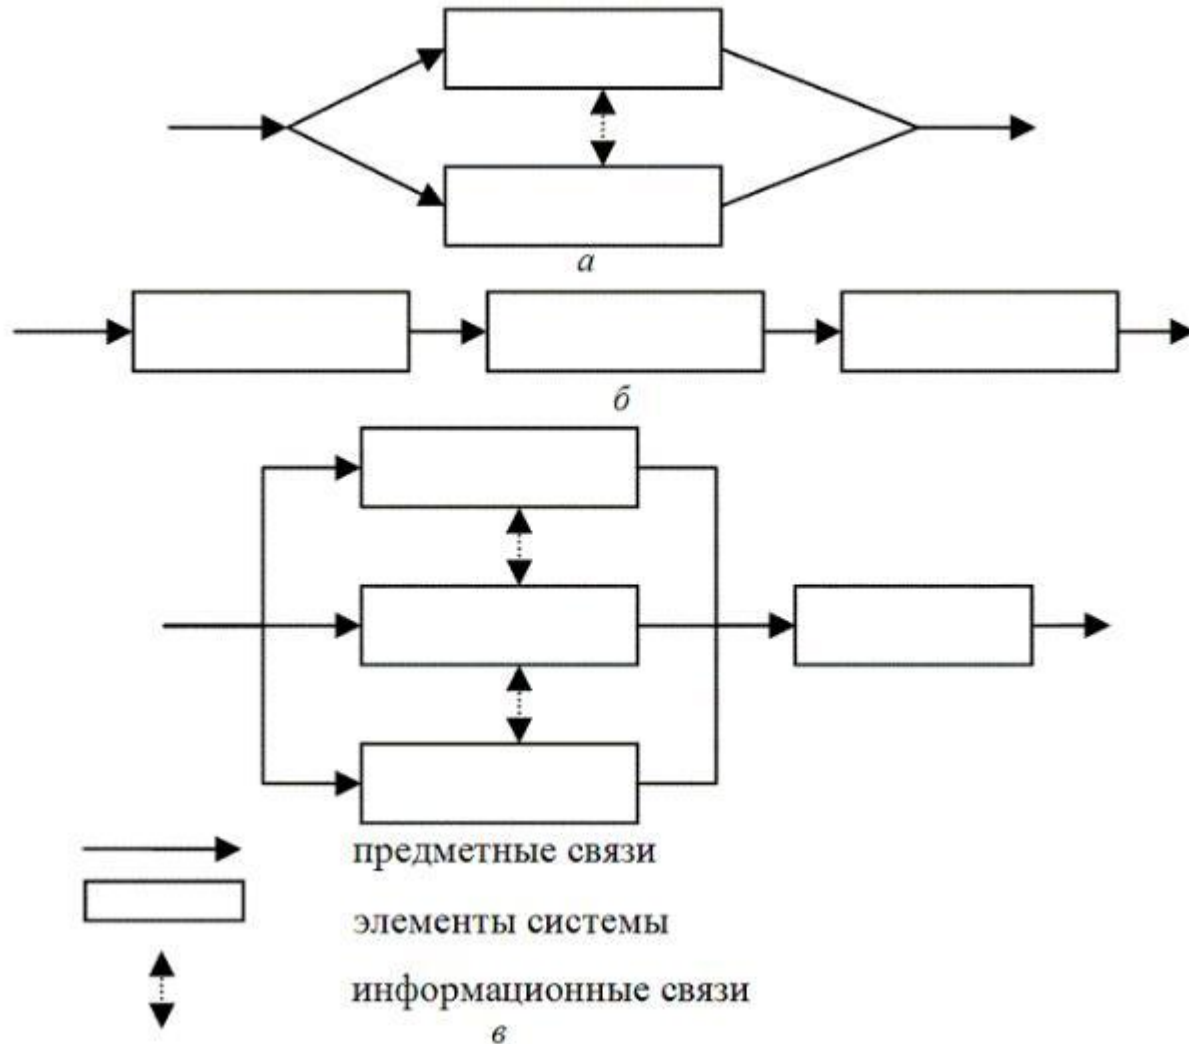 а
б
предметные связи
элементы системы
информационные связи
в